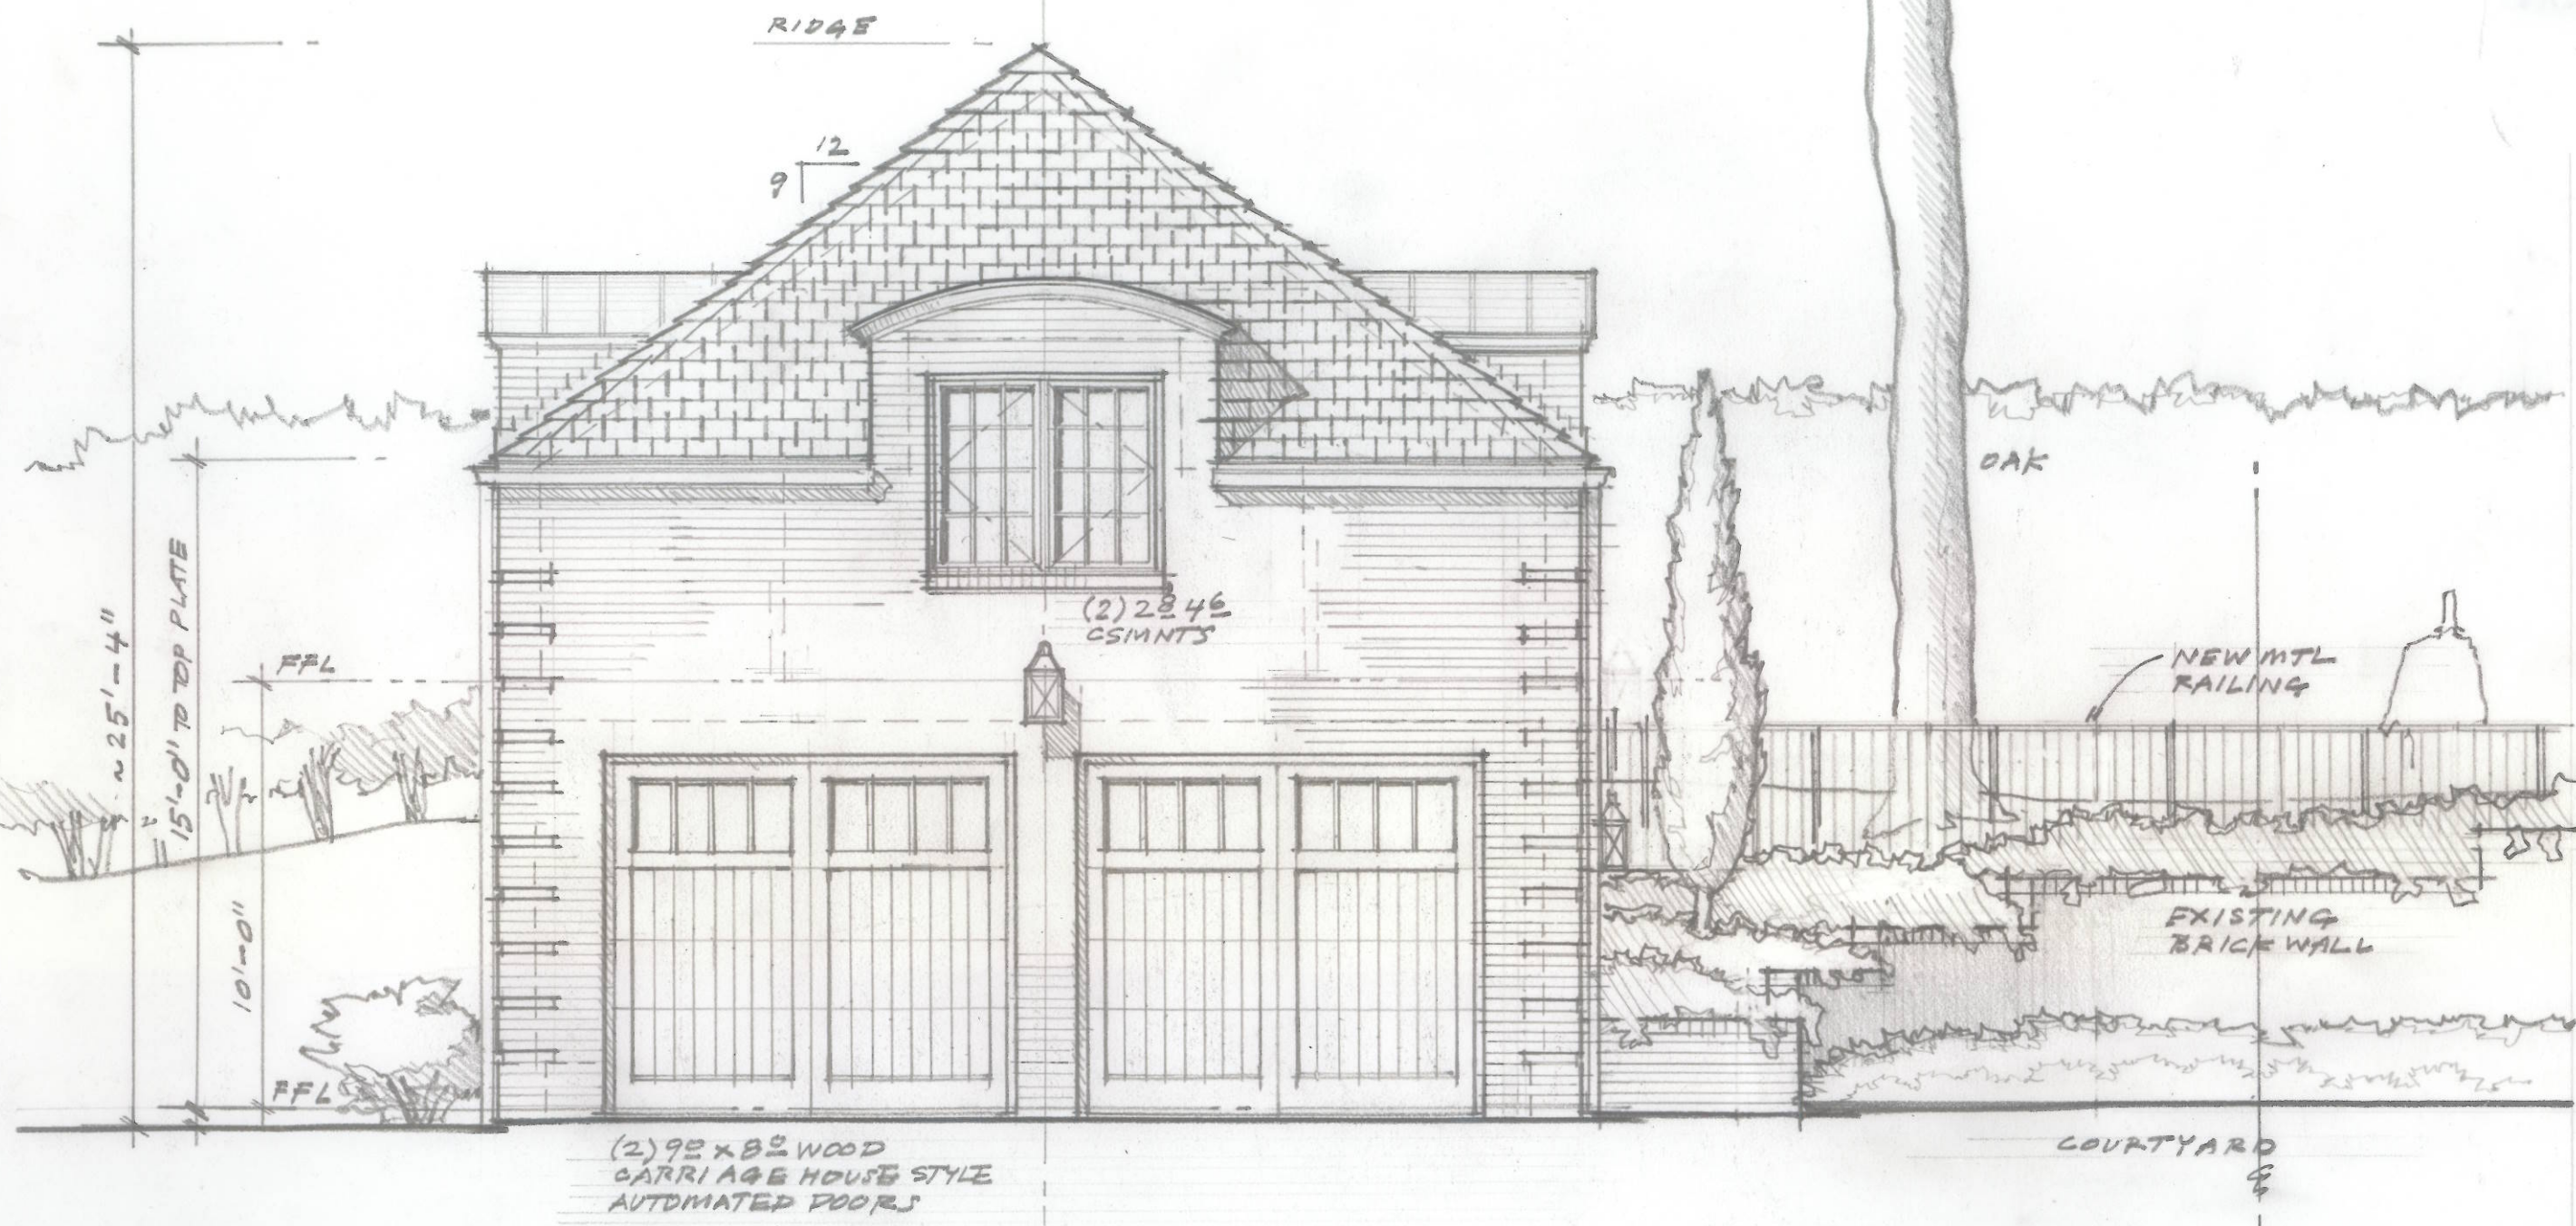 RIDGE
12
9
OAK
~ 25'-4"
15'-0" TO TOP PLATE
(2) 2⁸ 4⁶
CSMNTS
FFL
NEW MTL
RAILING
10'-0"
EXISTING
BRICK WALL
FFL
(2) 9⁰ x 8⁰ WOOD
CARRIAGE HOUSE STYLE
AUTOMATED DOORS
COURTYARD
℄